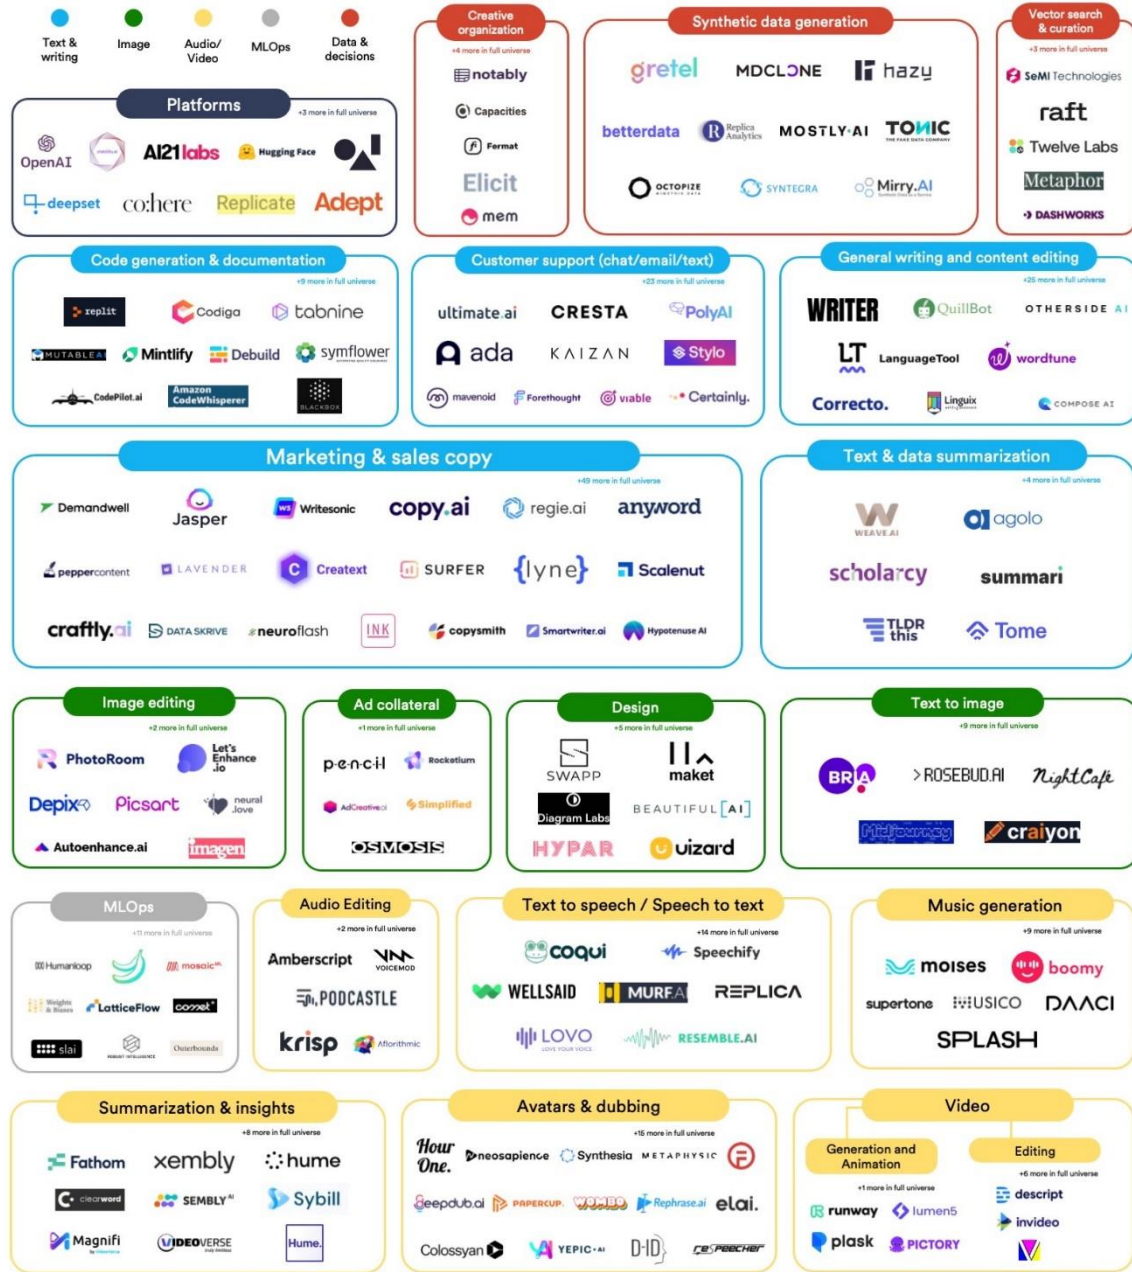 Text &
writing
Image
Audio/
Video
MLOps
Data &
decisions
Platforms
+3 more in full universe
OpenAI
AI21labs
Hugging Face
deepset
co:here
Replicate
Adept
Creative
organization
+4 more in full universe
notably
Capacities
Fermat
Elicit
mem
Synthetic data generation
gretel
MDCLONE
hazy
betterdata
Replica
Analytics
MOSTLY·AI
TONIC
THE FAKE DATA COMPANY
OCTOPIZE
SYNTEGRA
Mirry.AI
Vector search
& curation
+3 more in full universe
SeMI Technologies
raft
Twelve Labs
Metaphor
DASHWORKS
Code generation & documentation
+9 more in full universe
replit
Codiga
tabnine
MUTABLEAI
Mintlify
Debuild
symflower
CodePilot.ai
Amazon
CodeWhisperer
BLACKBOX
Customer support (chat/email/text)
+23 more in full universe
ultimate.ai
CRESTA
PolyAI
ada
KAIZAN
Stylo
mavenoid
Forethought
viable
Certainly.
General writing and content editing
+25 more in full universe
WRITER
QuillBot
OTHERSIDE AI
LT
LanguageTool
wordtune
Correcto.
Linguix
COMPOSE AI
Marketing & sales copy
+49 more in full universe
Demandwell
Jasper
WS Writesonic
copy.ai
regie.ai
anyword
peppercontent
LAVENDER
C Creatext
SURFER
{lyne}
Scalenut
craftly.ai
DATA SKRIVE
neuroflash
INK
copysmith
Smartwriter.ai
Hypotenuse AI
Text & data summarization
+4 more in full universe
WEAVE.AI
agolo
scholarcy
summari
TLDR
this
Tome
Image editing
+2 more in full universe
PhotoRoom
Let's
Enhance
.io
Depix
Picsart
neural
.love
Autoenhance.ai
imagen
Ad collateral
+1 more in full universe
p·e·n·c·i·l
Rocketium
AdCreative.ai
Simplified
OSMOSIS
Design
+5 more in full universe
SWAPP
maket
Diagram Labs
BEAUTIFUL[AI]
HYPAR
uizard
Text to image
+9 more in full universe
BRIA
>ROSEBUD.AI
NightCafé
Midjourney
craiyon
MLOps
+11 more in full universe
Humanloop
mosaic ML
Weights
& Biases
LatticeFlow
comet
slai
ROBUST INTELLIGENCE
Outerbounds
Audio Editing
+2 more in full universe
Amberscript
VOICEMOD
PODCASTLE
krisp
Aflorithmic
Text to speech / Speech to text
+14 more in full universe
coqui
Speechify
WELLSAID
MURF.AI
REPLICA
LOVO
LOVE YOUR VOICE
RESEMBLE.AI
Music generation
+9 more in full universe
moises
boomy
supertone
MUSICO
DAACI
SPLASH
Summarization & insights
+8 more in full universe
Fathom
xembly
hume
clearword
SEMBLY AI
Sybill
Magnifi
VIDEOVERSE
Hume.
Avatars & dubbing
+15 more in full universe
Hour
One.
neosapience
Synthesia
METAPHYSIC
deepdub.ai
PAPERCUP.
WOMBO
Rephrase.ai
elai.
Colossyan
YEPIC·AI
D-ID
reSPEECHER
Video
Generation and
Animation
+1 more in full universe
runway
lumen5
plask
PICTORY
Editing
+6 more in full universe
descript
invideo